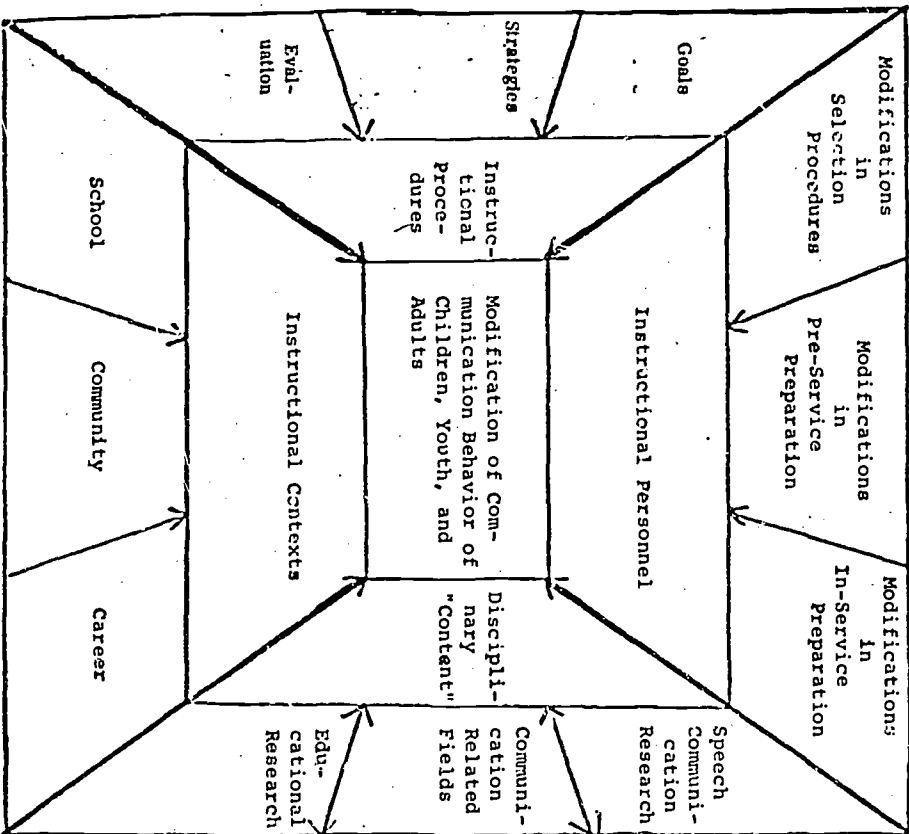 Modifications
in
Selection
Procedures
Modifications
in
Pre-Service
Preparation
Modifications
in
In-Service
Preparation
Instructional Personnel
Goals
Strategies
Eval-
uation
Instruc-
tional
Proce-
dures
Modification of Com-
munication Behavior of
Children, Youth, and
Adults
Discipli-
nary
"Content"
Speech
Communi-
cation
Research
Communi-
cation
Related
Fields
Edu-
cational
Research
Instructional Contexts
School
Community
Career